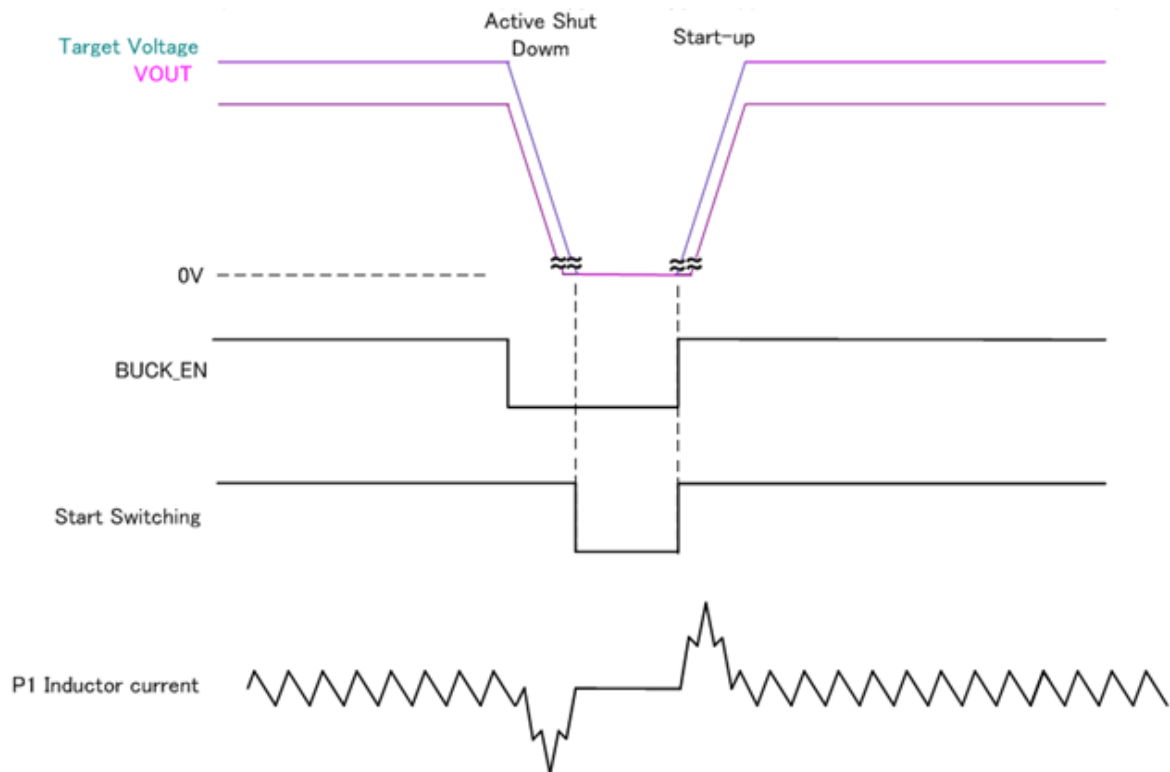 Active Shut
Dowm
Start-up
Target Voltage
VOUT
0V
BUCK_EN
Start Switching
P1 Inductor current